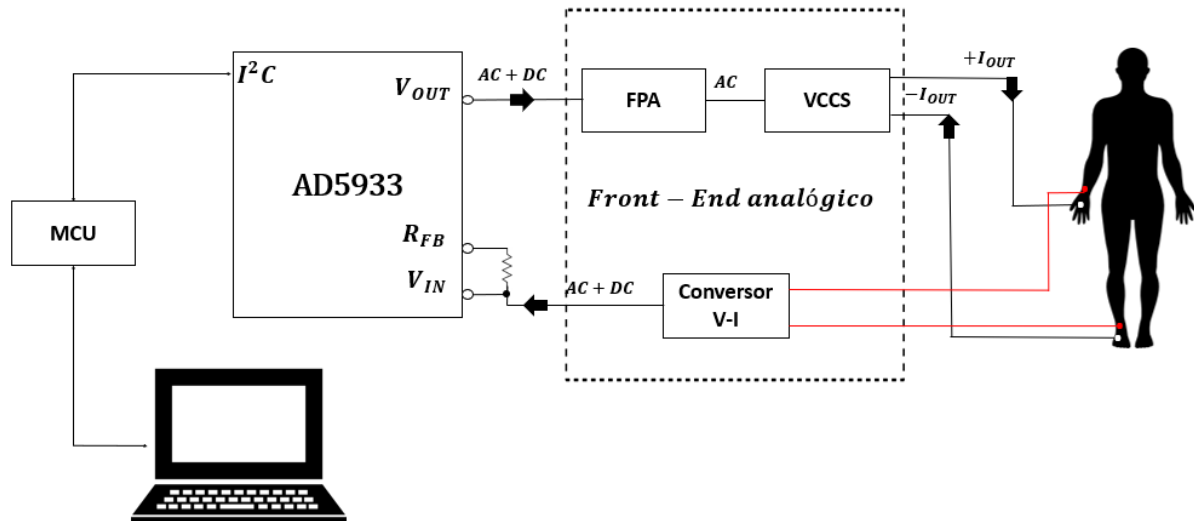 I²C
V_OUT
AC + DC
FPA
AC
VCCS
+I_OUT
−I_OUT
AD5933
Front − End analógico
MCU
R_FB
V_IN
AC + DC
Conversor
V-I